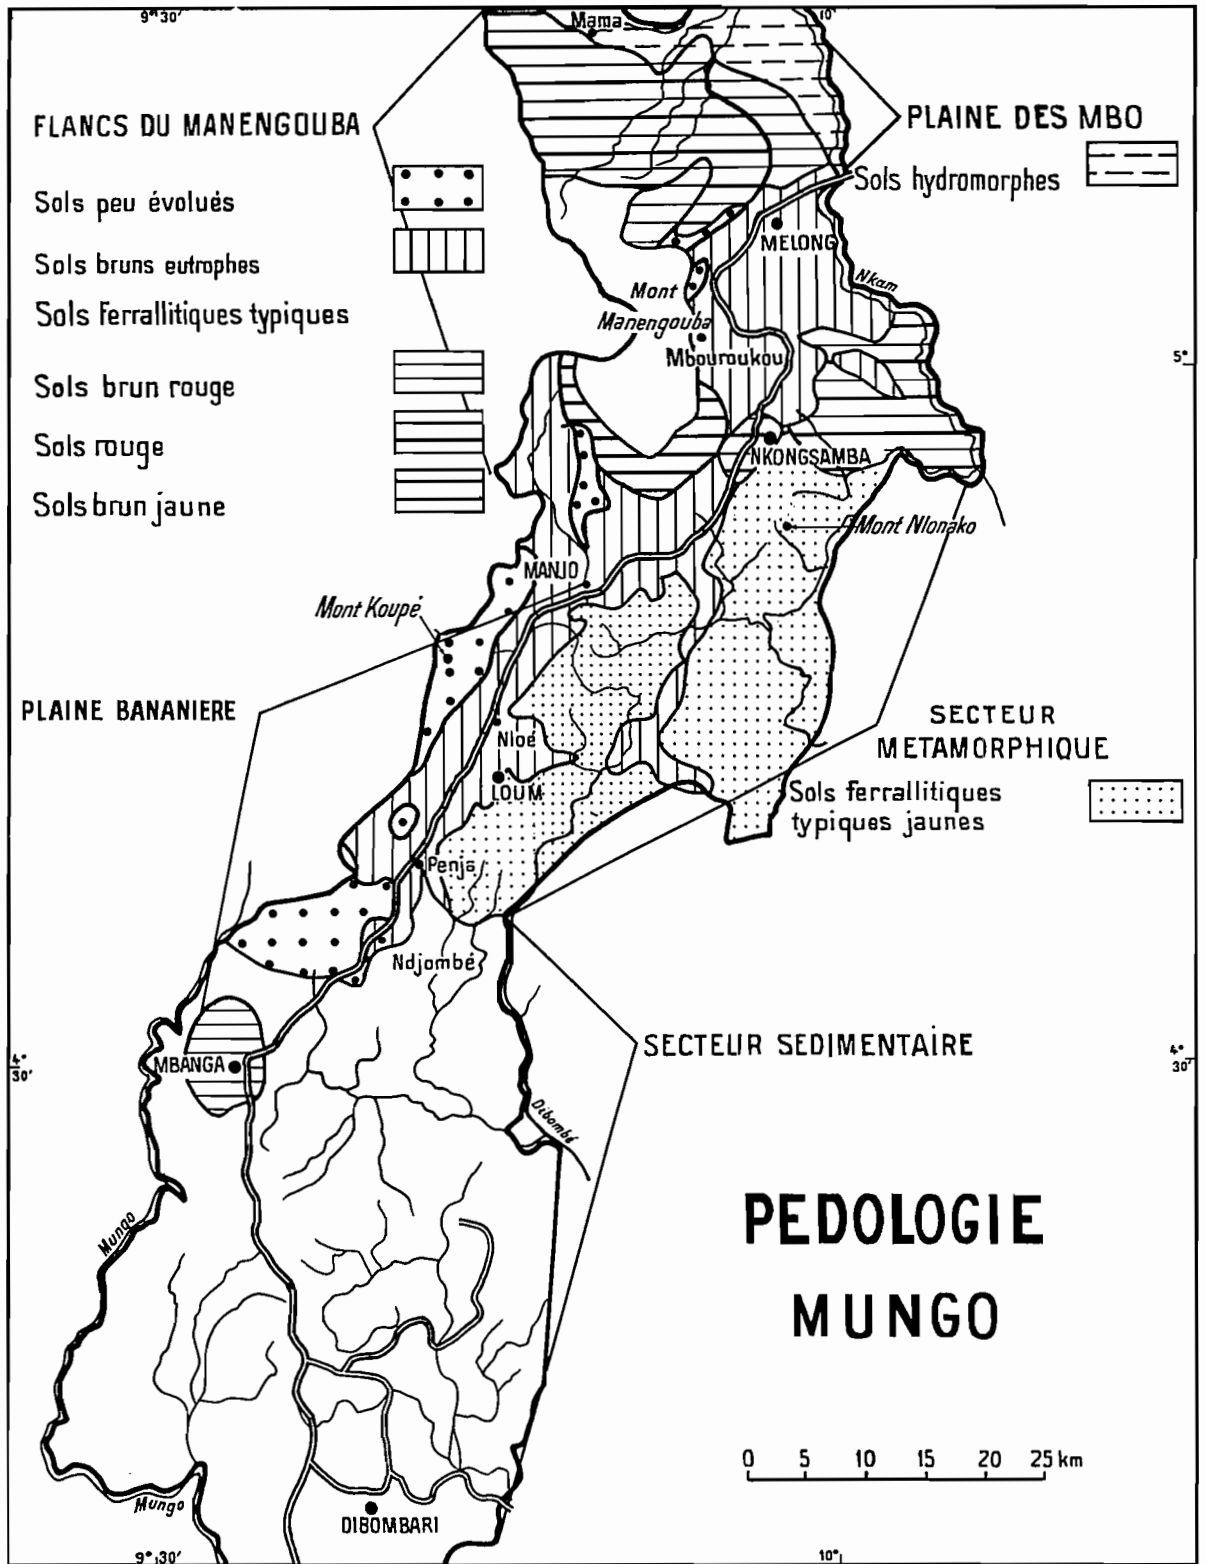 9° 30'
10°
Mama
FLANCS DU MANENGOUBA
PLAINE DES MBO
Sols peu évolués
Sols hydromorphes
Sols bruns eutrophes
MELONG
Nkam
Sols Ferrallitiques typiques
Mont
Manengouba
Mbouroukou
5°
Sols brun rouge
Sols rouge
NKONGSAMBA
Sols brun jaune
Mont Nlonako
MANJO
Mont Koupé
PLAINE BANANIERE
SECTEUR
METAMORPHIQUE
Nloé
LOUM
Sols ferrallitiques
typiques jaunes
Penja
Ndjombé
SECTEUR SEDIMENTAIRE
4°
30'
4°
30'
MBANGA
Dibombé
PEDOLOGIE
MUNGO
Mungo
0 5 10 15 20 25 km
Mungo
DIBOMBARI
9° 30'
10°